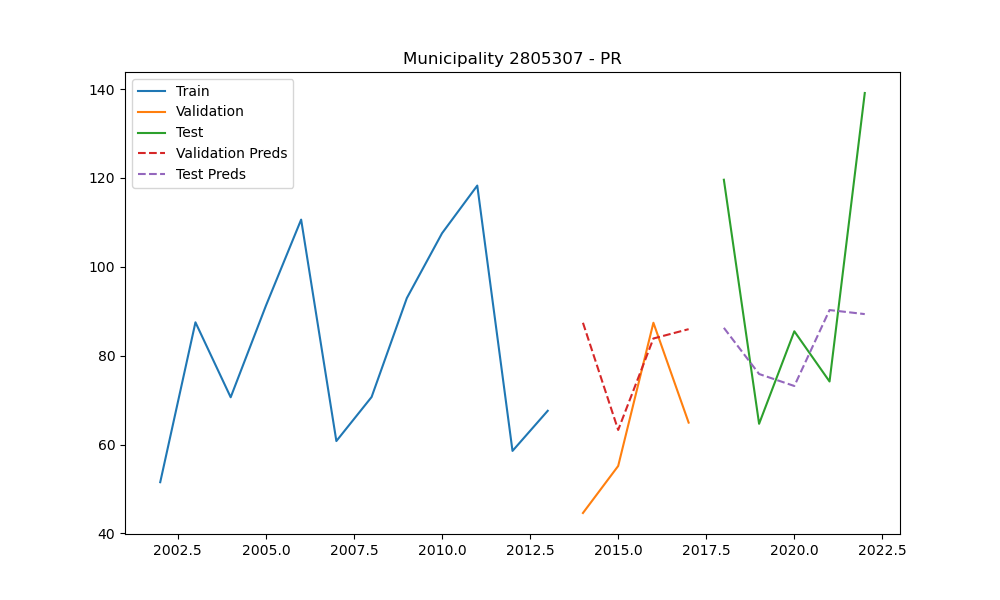 Municipality 2805307 - PR
Train
Validation
Test
Validation Preds
Test Preds
140
120
100
80
60
40
2002.5 2005.0 2007.5 2010.0 2012.5 2015.0 2017.5 2020.0 2022.5